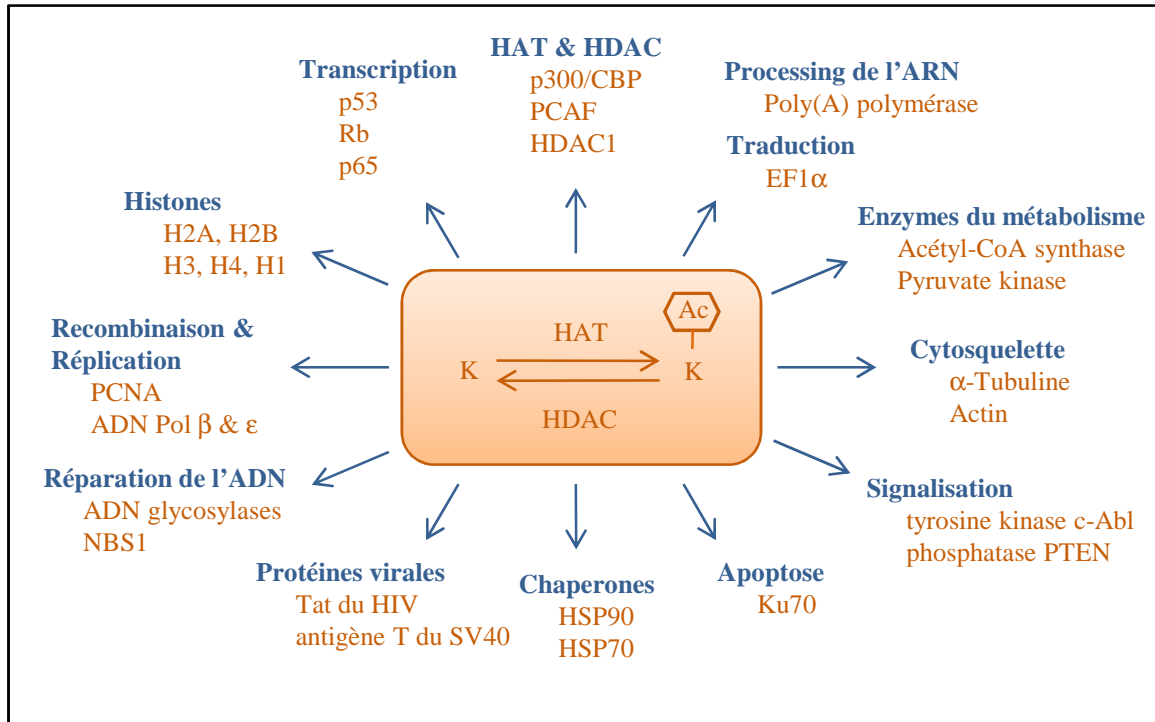 HAT & HDAC
p300/CBP
PCAF
HDAC1
Transcription
p53
Rb
p65
Processing de l’ARN
Poly(A) polymérase
Traduction
EF1α
Histones
H2A, H2B
H3, H4, H1
Enzymes du métabolisme
Acétyl-CoA synthase
Pyruvate kinase
Recombinaison &
Réplication
PCNA
ADN Pol β & ε
Ac
HAT
K
K
HDAC
Cytosquelette
α-Tubuline
Actin
Réparation de l’ADN
ADN glycosylases
NBS1
Signalisation
tyrosine kinase c-Abl
phosphatase PTEN
Protéines virales
Tat du HIV
antigène T du SV40
Chaperones
HSP90
HSP70
Apoptose
Ku70